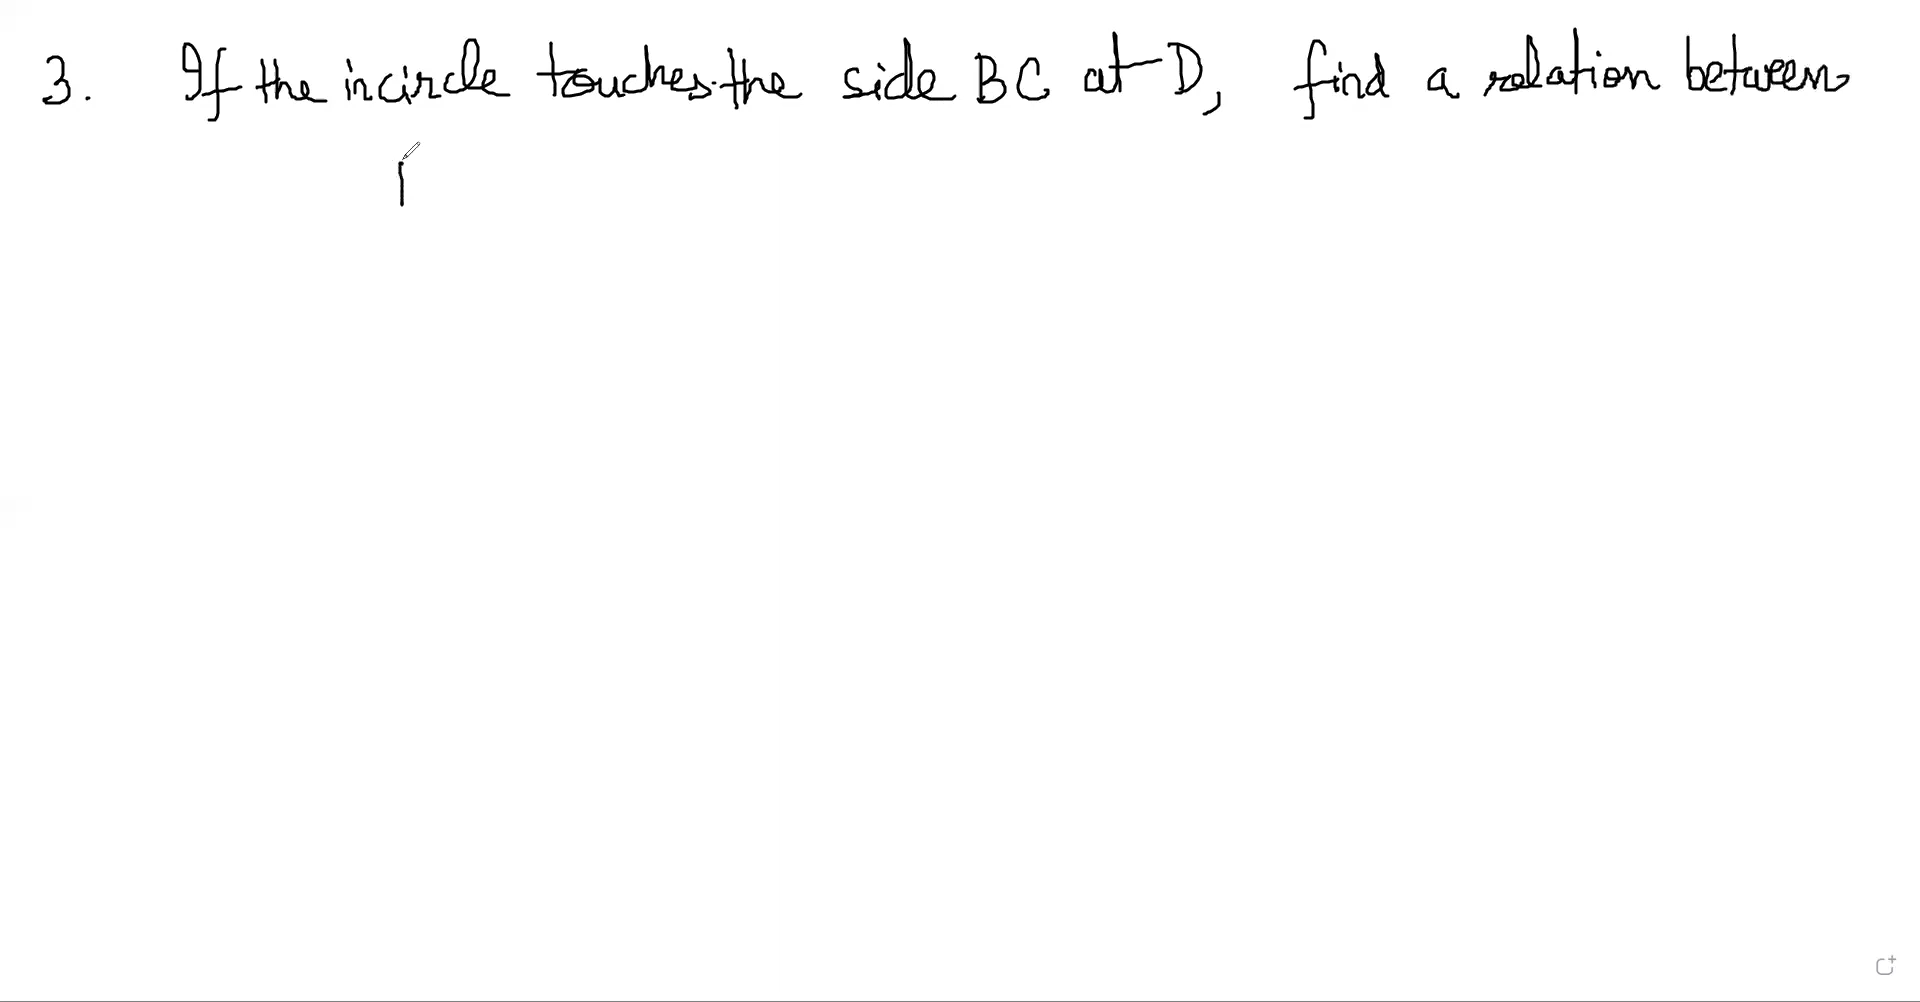 3. If the incircle touches the side BC at D, find a relation between